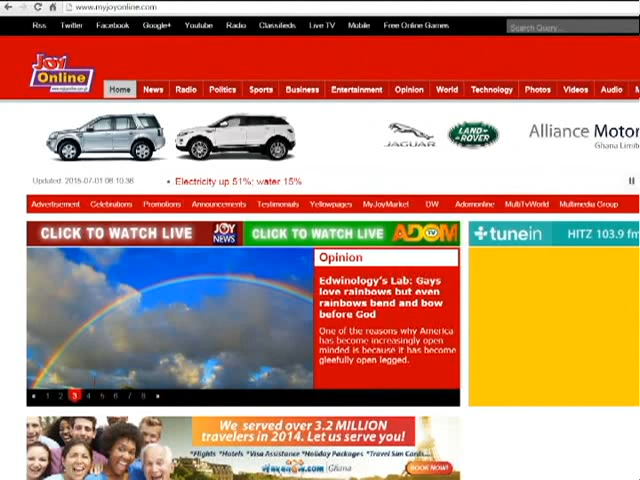 www.myjoyonline.com
Rss Twitter Facebook Google+ Youtube Radio Classifieds Live TV Mobile Free Online Games
Search Query...
JOY
Online
www.myjoyonline.com
Home News Radio Politics Sports Business Entertainment Opinion World Technology Photos Videos Audio
JAGUAR
LAND ROVER
Alliance Motor
Ghana Limit
Updated: 2015-07-01 08:10:36
Electricity up 51%; water 15%
Advertisement Celebrations Promotions Announcements Testimonials Yellowpages MyJoyMarket DW Adomonline MultiTvWorld Multimedia Group
CLICK TO WATCH LIVE JOY NEWS
CLICK TO WATCH LIVE ADOM TV
tunein HITZ 103.9 fm
Opinion
Edwinology's Lab: Gays
love rainbows but even
rainbows bend and bow
before God
One of the reasons why America
has become increasingly open
minded is because it has become
gleefully open legged.
« 1 2 3 4 5 6 7 8 »
We served over 3.2 MILLION
travelers in 2014. Let us serve you!
*Flights *Hotels *Visa Assistance *Holiday Packages *Travel Sim Cards...
.com Ghana
BOOK NOW!